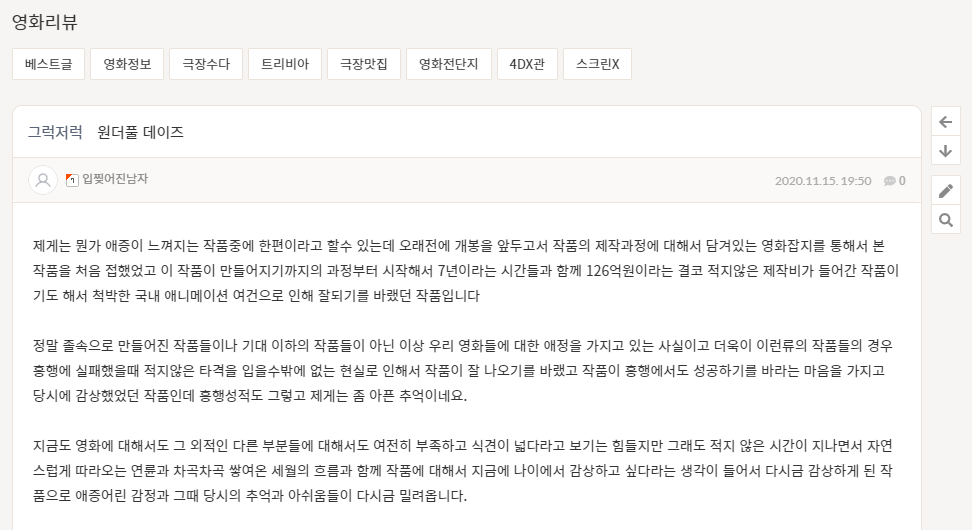 영화리뷰
베스트글 영화정보 극장수다 트리비아 극장맛집 영화전단지 4DX관 스크린X
그럭저럭 원더풀 데이즈
입찢어진남자 2020.11.15. 19:50 0
제게는 뭔가 애증이 느껴지는 작품중에 한편이라고 할수 있는데 오래전에 개봉을 앞두고서 작품의 제작과정에 대해서 담겨있는 영화잡지를 통해서 본
작품을 처음 접했었고 이 작품이 만들어지기까지의 과정부터 시작해서 7년이라는 시간들과 함께 126억원이라는 결코 적지않은 제작비가 들어간 작품이
기도 해서 척박한 국내 애니메이션 여건으로 인해 잘되기를 바랬던 작품입니다
정말 졸속으로 만들어진 작품들이나 기대 이하의 작품들이 아닌 이상 우리 영화들에 대한 애정을 가지고 있는 사실이고 더욱이 이런류의 작품들의 경우
흥행에 실패했을때 적지않은 타격을 입을수밖에 없는 현실로 인해서 작품이 잘 나오기를 바랬고 작품이 흥행에서도 성공하기를 바라는 마음을 가지고
당시에 감상했었던 작품인데 흥행성적도 그렇고 제게는 좀 아픈 추억이네요.
지금도 영화에 대해서도 그 외적인 다른 부분들에 대해서도 여전히 부족하고 식견이 넓다라고 보기는 힘들지만 그래도 적지 않은 시간이 지나면서 자연
스럽게 따라오는 연륜과 차곡차곡 쌓여온 세월의 흐름과 함께 작품에 대해서 지금에 나이에서 감상하고 싶다라는 생각이 들어서 다시금 감상하게 된 작
품으로 애증어린 감정과 그때 당시의 추억과 아쉬움들이 다시금 밀려옵니다.